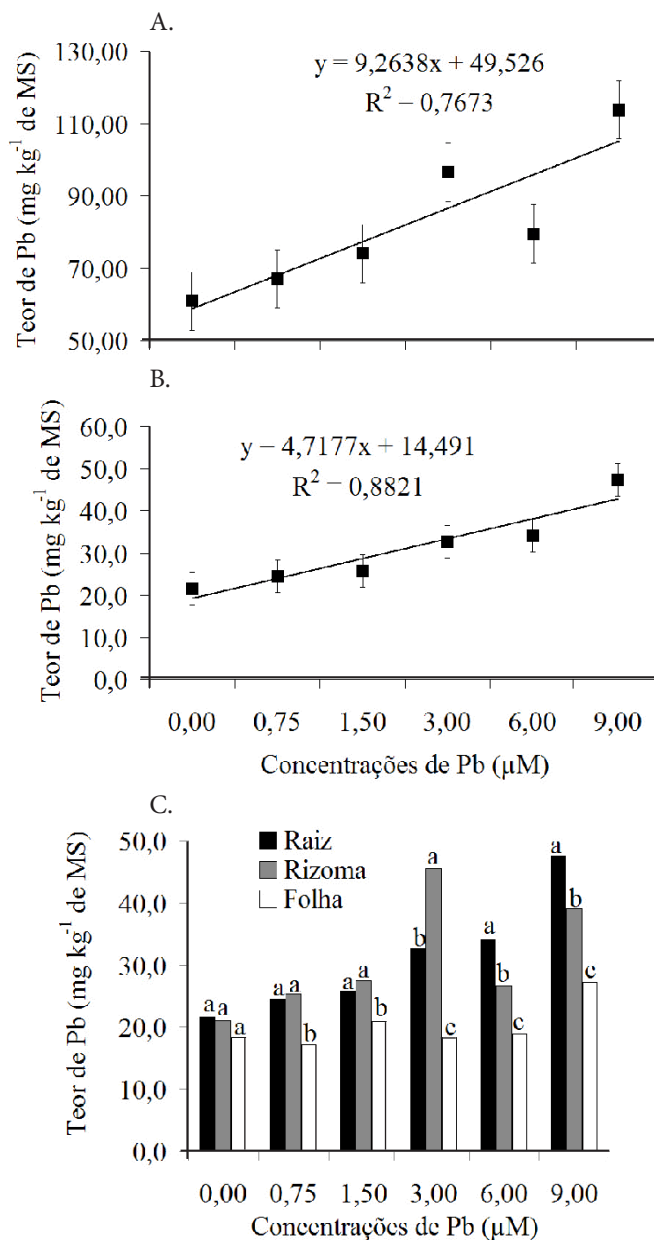 A.
Teor de Pb (mg kg⁻¹ de MS)
130,00
110,00
90,00
70,00
50,00
y = 9,2638x + 49,526
R² − 0,7673
B.
Teor de Pb (mg kg⁻¹ de MS)
60,0
50,0
40,0
30,0
20,0
10,0
0,0
y − 4,7177x + 14,491
R² − 0,8821
0,00 0,75 1,50 3,00 6,00 9,00
Concentrações de Pb (µM)
C.
Teor de Pb (mg kg⁻¹ de MS)
50,0
40,0
30,0
20,0
10,0
0,0
Raiz
Rizoma
Folha
a a a
a a b
a a b
b a c
a b c
a b c
0,00 0,75 1,50 3,00 6,00 9,00
Concentrações de Pb (µM)